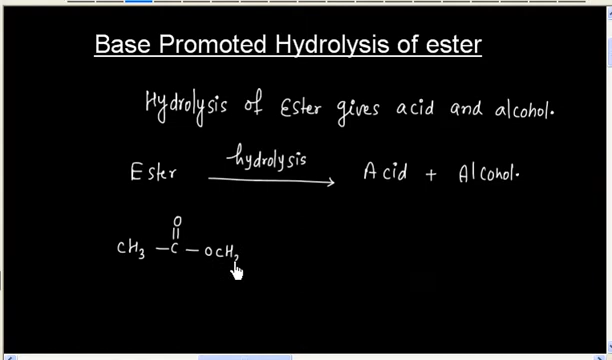 Base Promoted Hydrolysis of ester
Hydrolysis of Ester gives acid and alcohol.
hydrolysis
Ester → Acid + Alcohol.
O
||
CH₃ — C — OCH₃